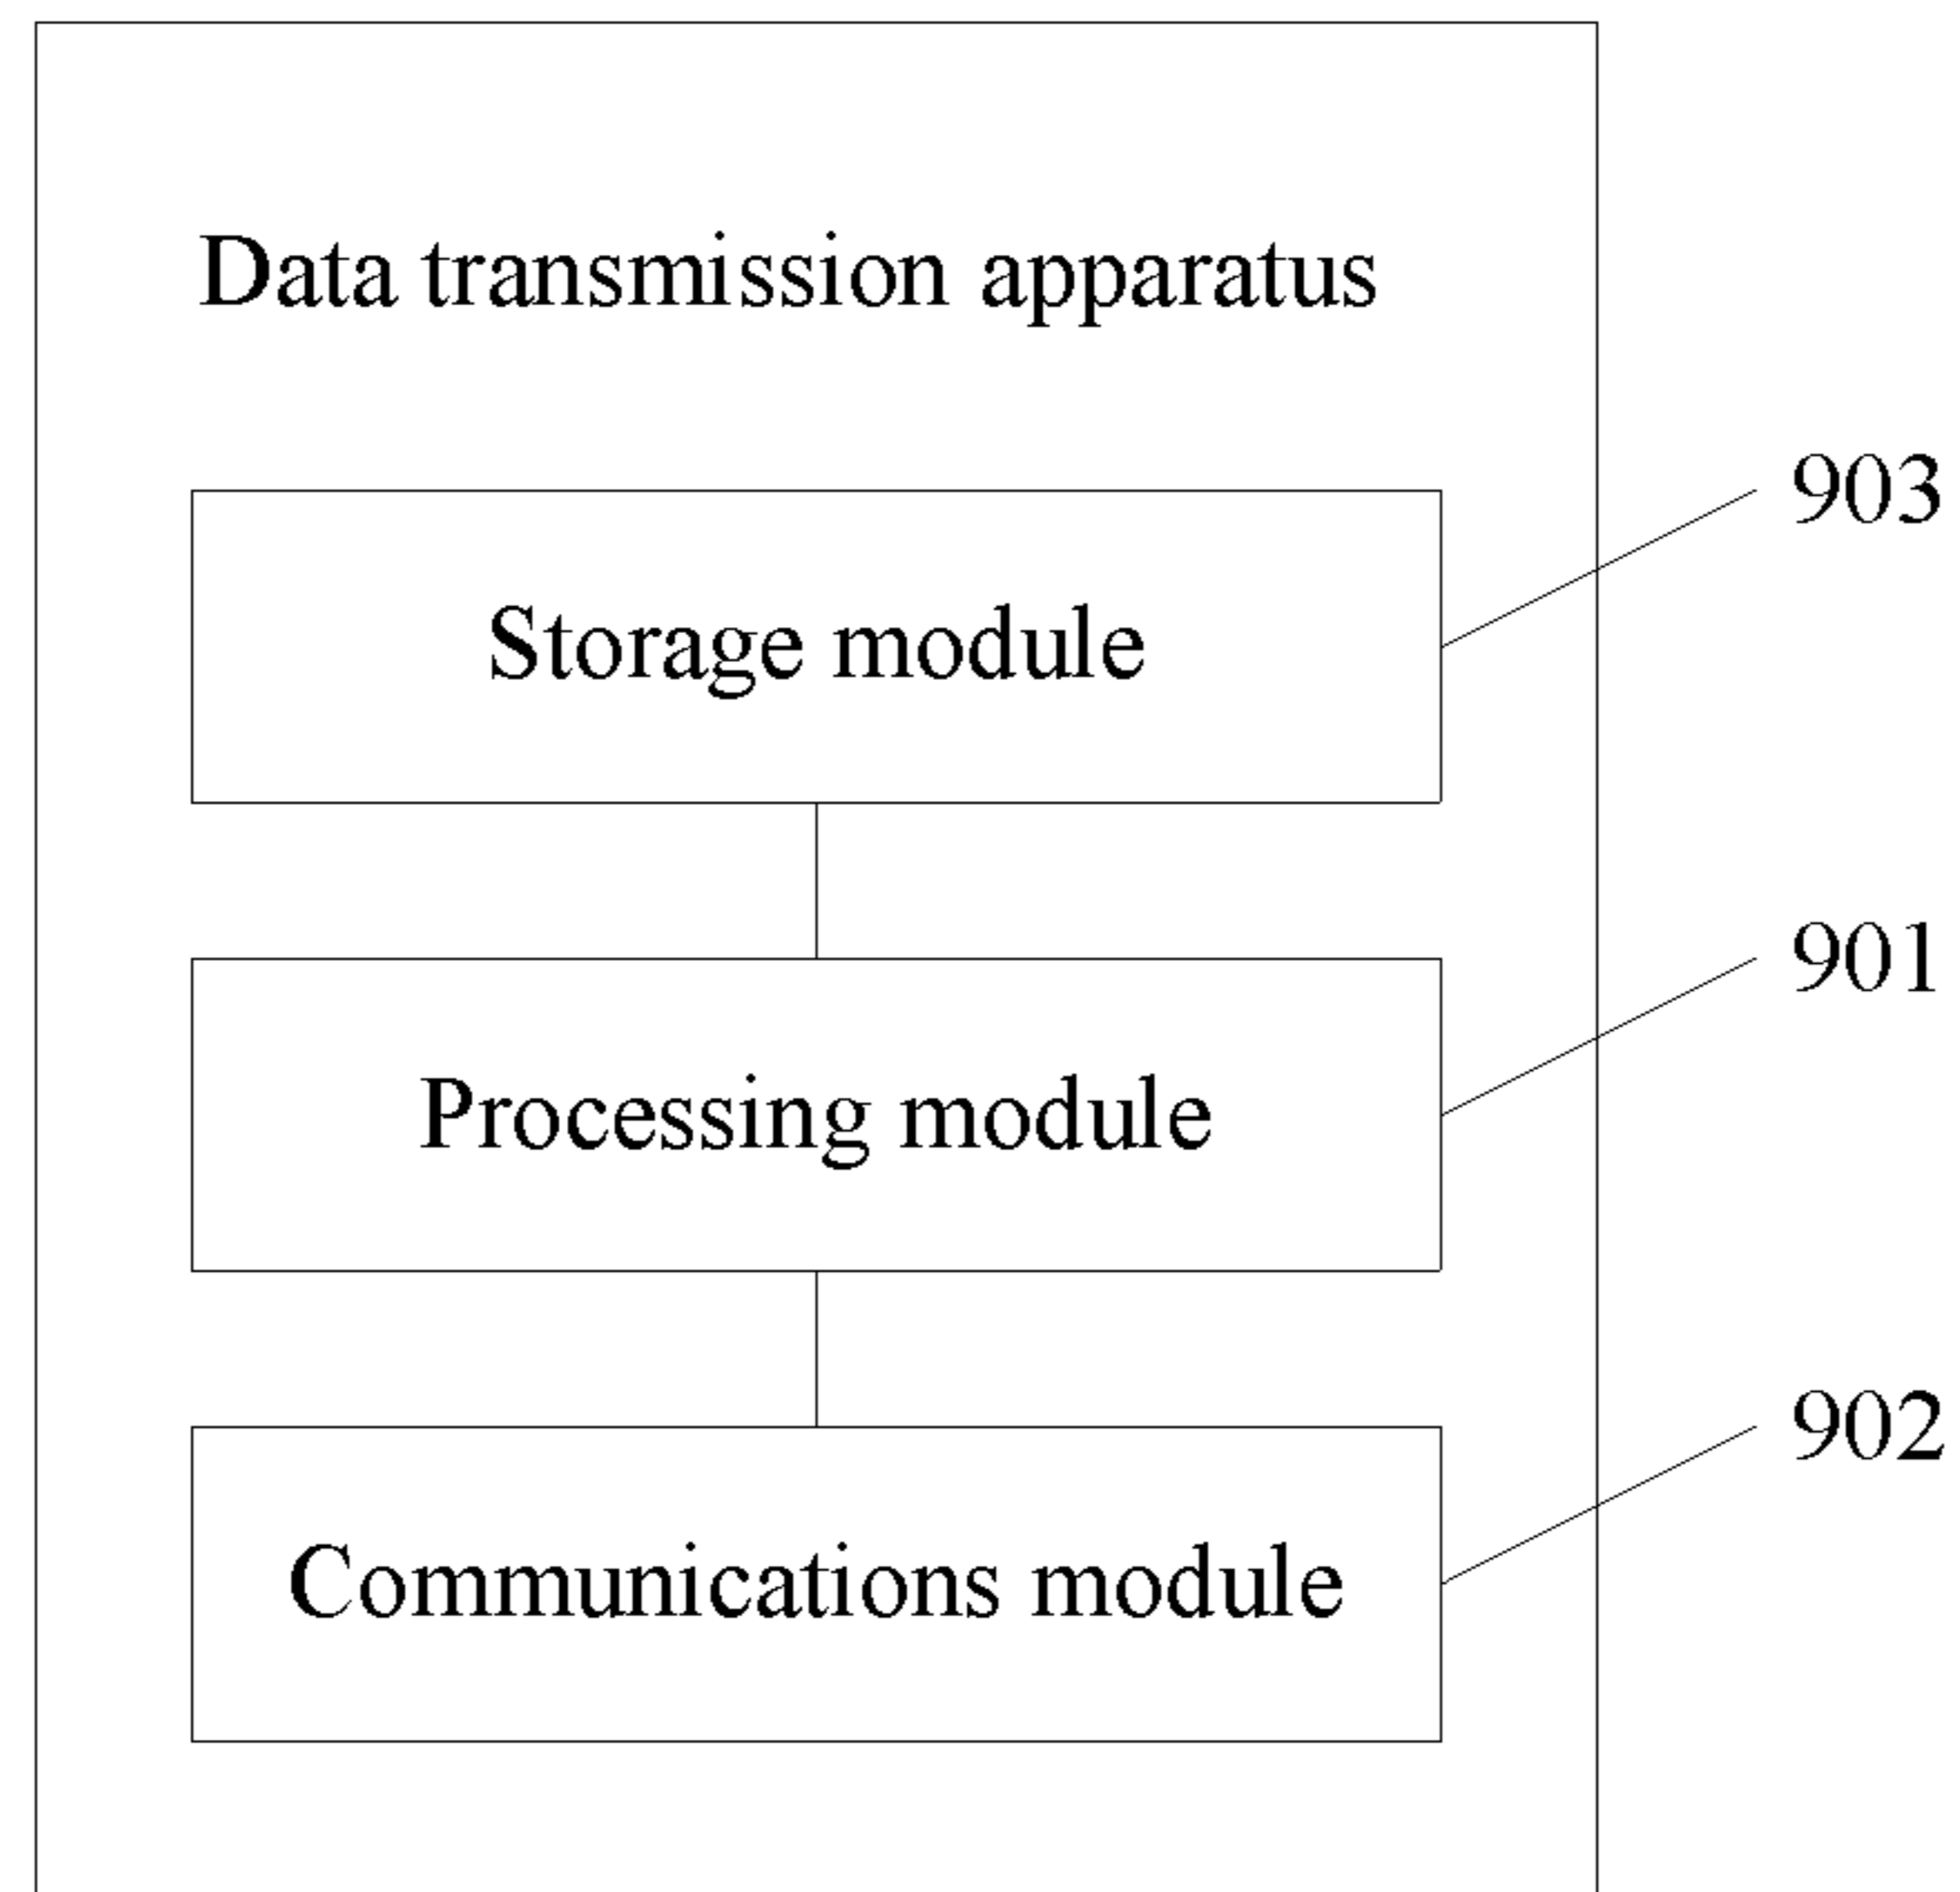 Data transmission apparatus
903
Storage module
901
Processing module
902
Communications module